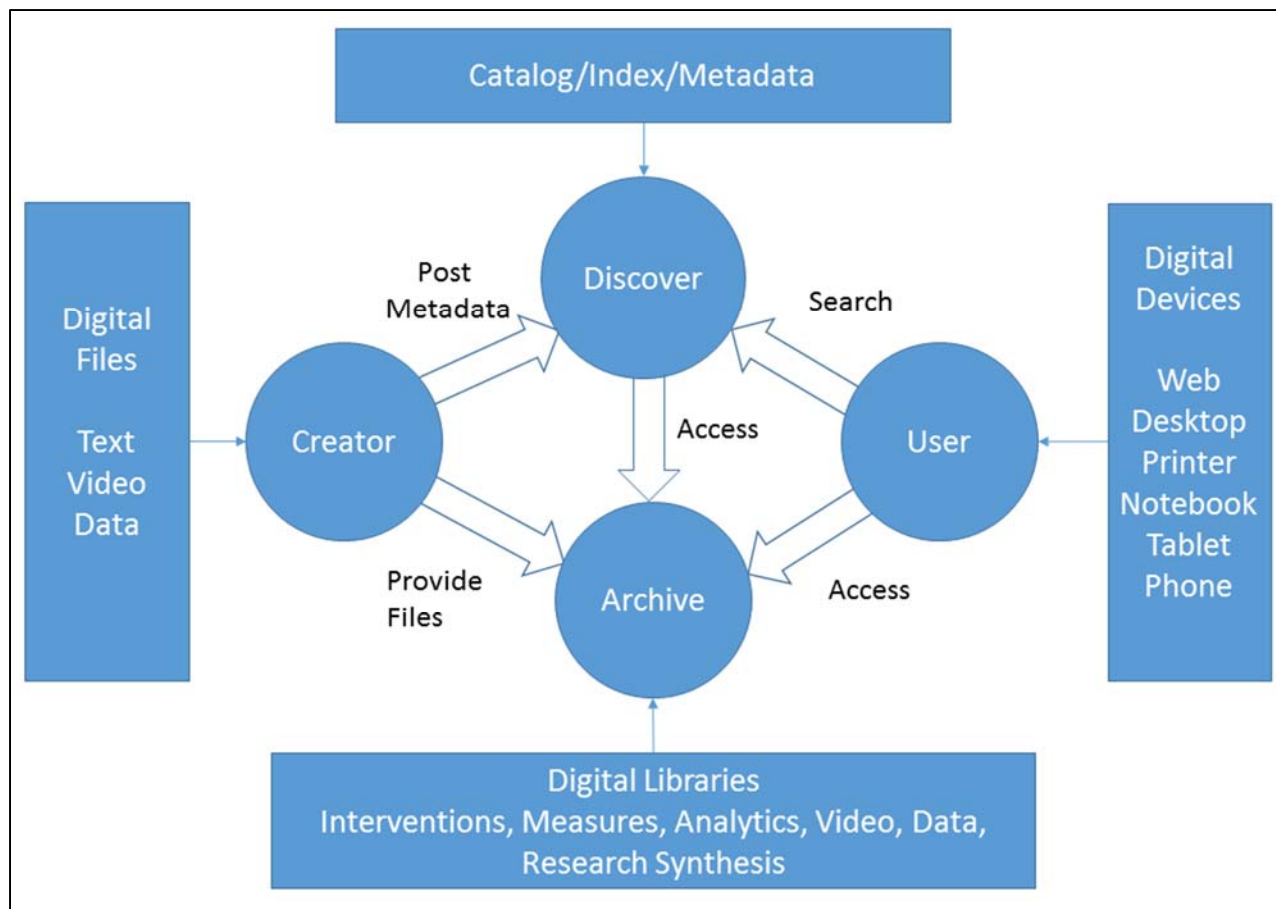 Catalog/Index/Metadata
Discover
Post
Metadata
Search
Digital
Files
Text
Video
Data
Creator
Access
User
Digital
Devices
Web
Desktop
Printer
Notebook
Tablet
Phone
Provide
Files
Archive
Access
Digital Libraries
Interventions, Measures, Analytics, Video, Data,
Research Synthesis